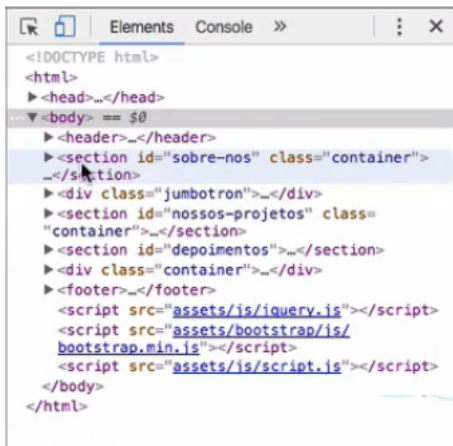 Elements Console »
<!DOCTYPE html>
<html>
▶<head>…</head>
▼<body> == $0
▶<header>…</header>
▶<section id="sobre-nos" class="container">
…</section>
▶<div class="jumbotron">…</div>
▶<section id="nossos-projetos" class=
"container">…</section>
▶<section id="depoimentos">…</section>
▶<div class="container">…</div>
▶<footer>…</footer>
<script src="assets/js/jquery.js"></script>
<script src="assets/bootstrap/js/
bootstrap.min.js"></script>
<script src="assets/js/script.js"></script>
</body>
</html>